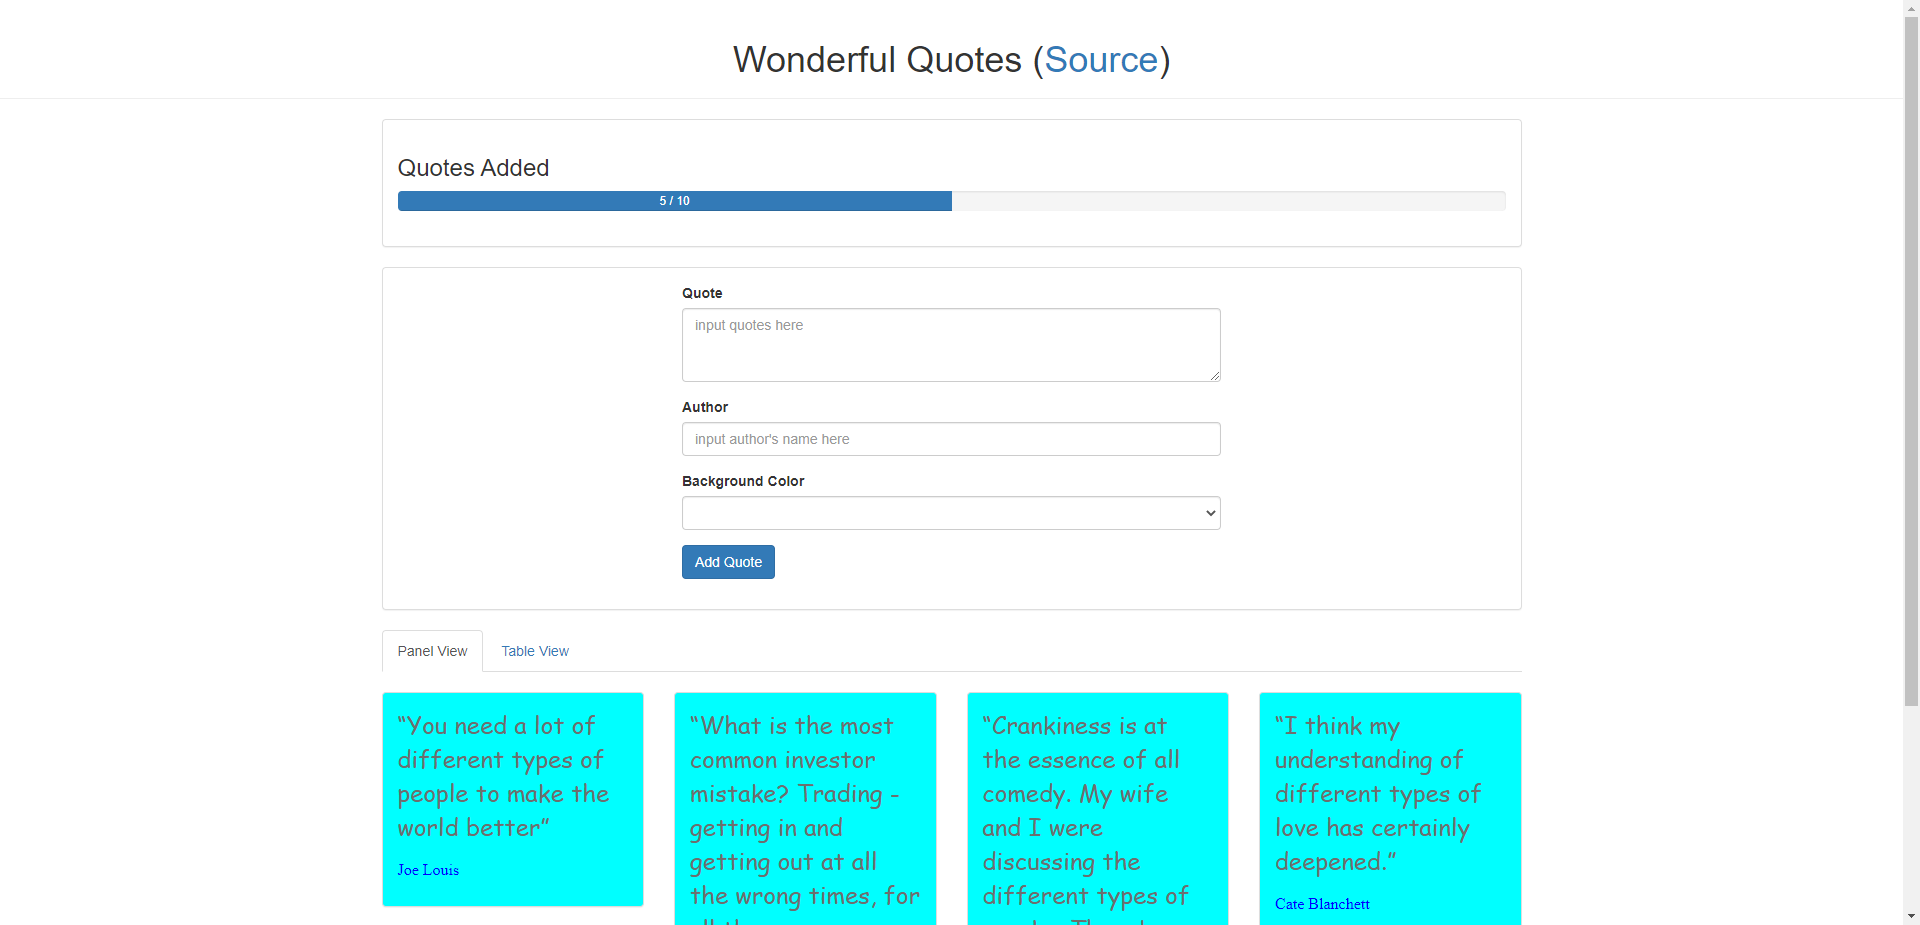 Wonderful Quotes (Source)
Quotes Added
5 / 10
Quote
input quotes here
Author
input author's name here
Background Color
Add Quote
Panel View
Table View
“You need a lot of
different types of
people to make the
world better”
Joe Louis
“What is the most
common investor
mistake? Trading -
getting in and
getting out at all
the wrong times, for
“Crankiness is at
the essence of all
comedy. My wife
and I were
discussing the
different types of
“I think my
understanding of
different types of
love has certainly
deepened.”
Cate Blanchett